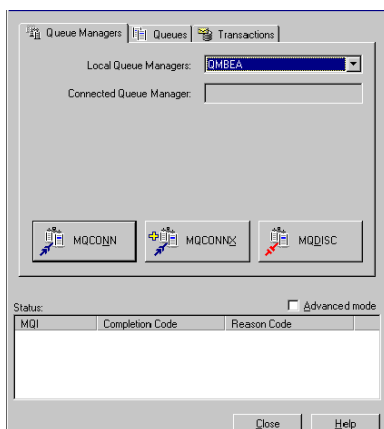 Queue Managers Queues Transactions
Local Queue Managers: QMBEA
Connected Queue Manager:
MQCONN MQCONNX MQDISC
Status: Advanced mode
MQI Completion Code Reason Code
Close Help